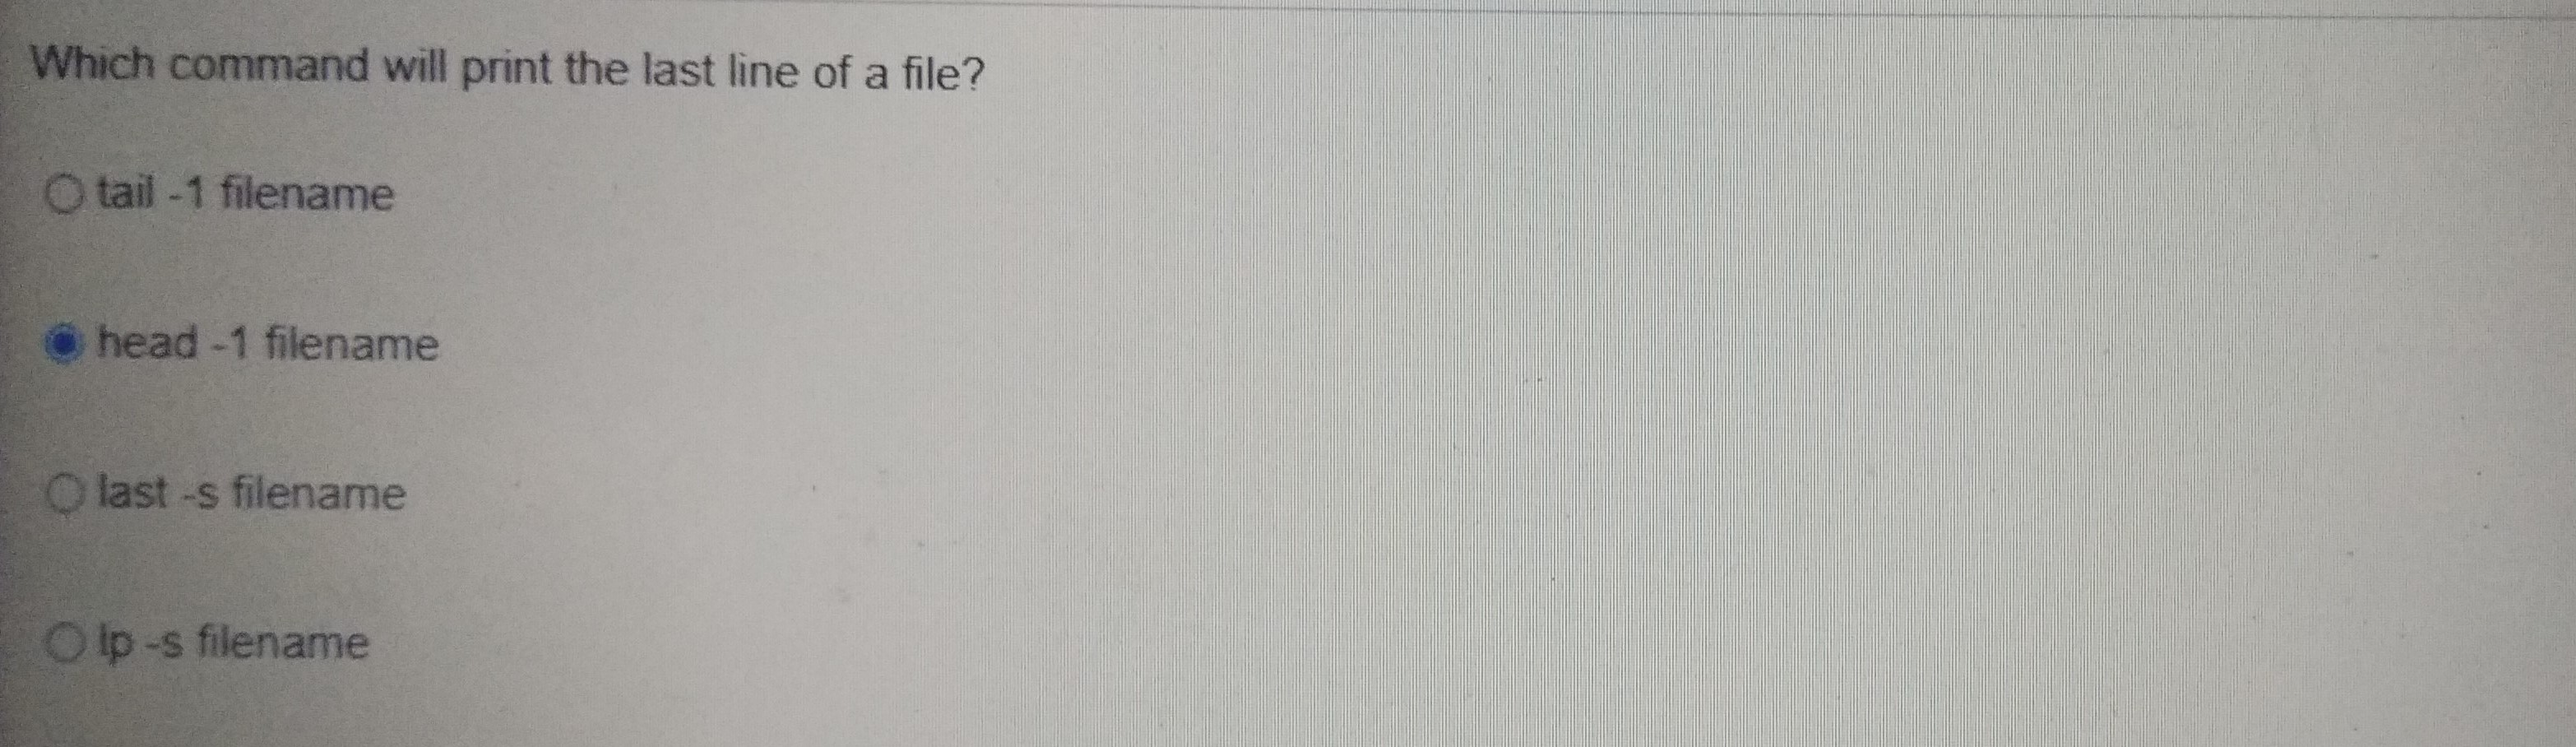 Which command will print the last line of a file?
tail -1 filename
head -1 filename
last -s filename
lp -s filename